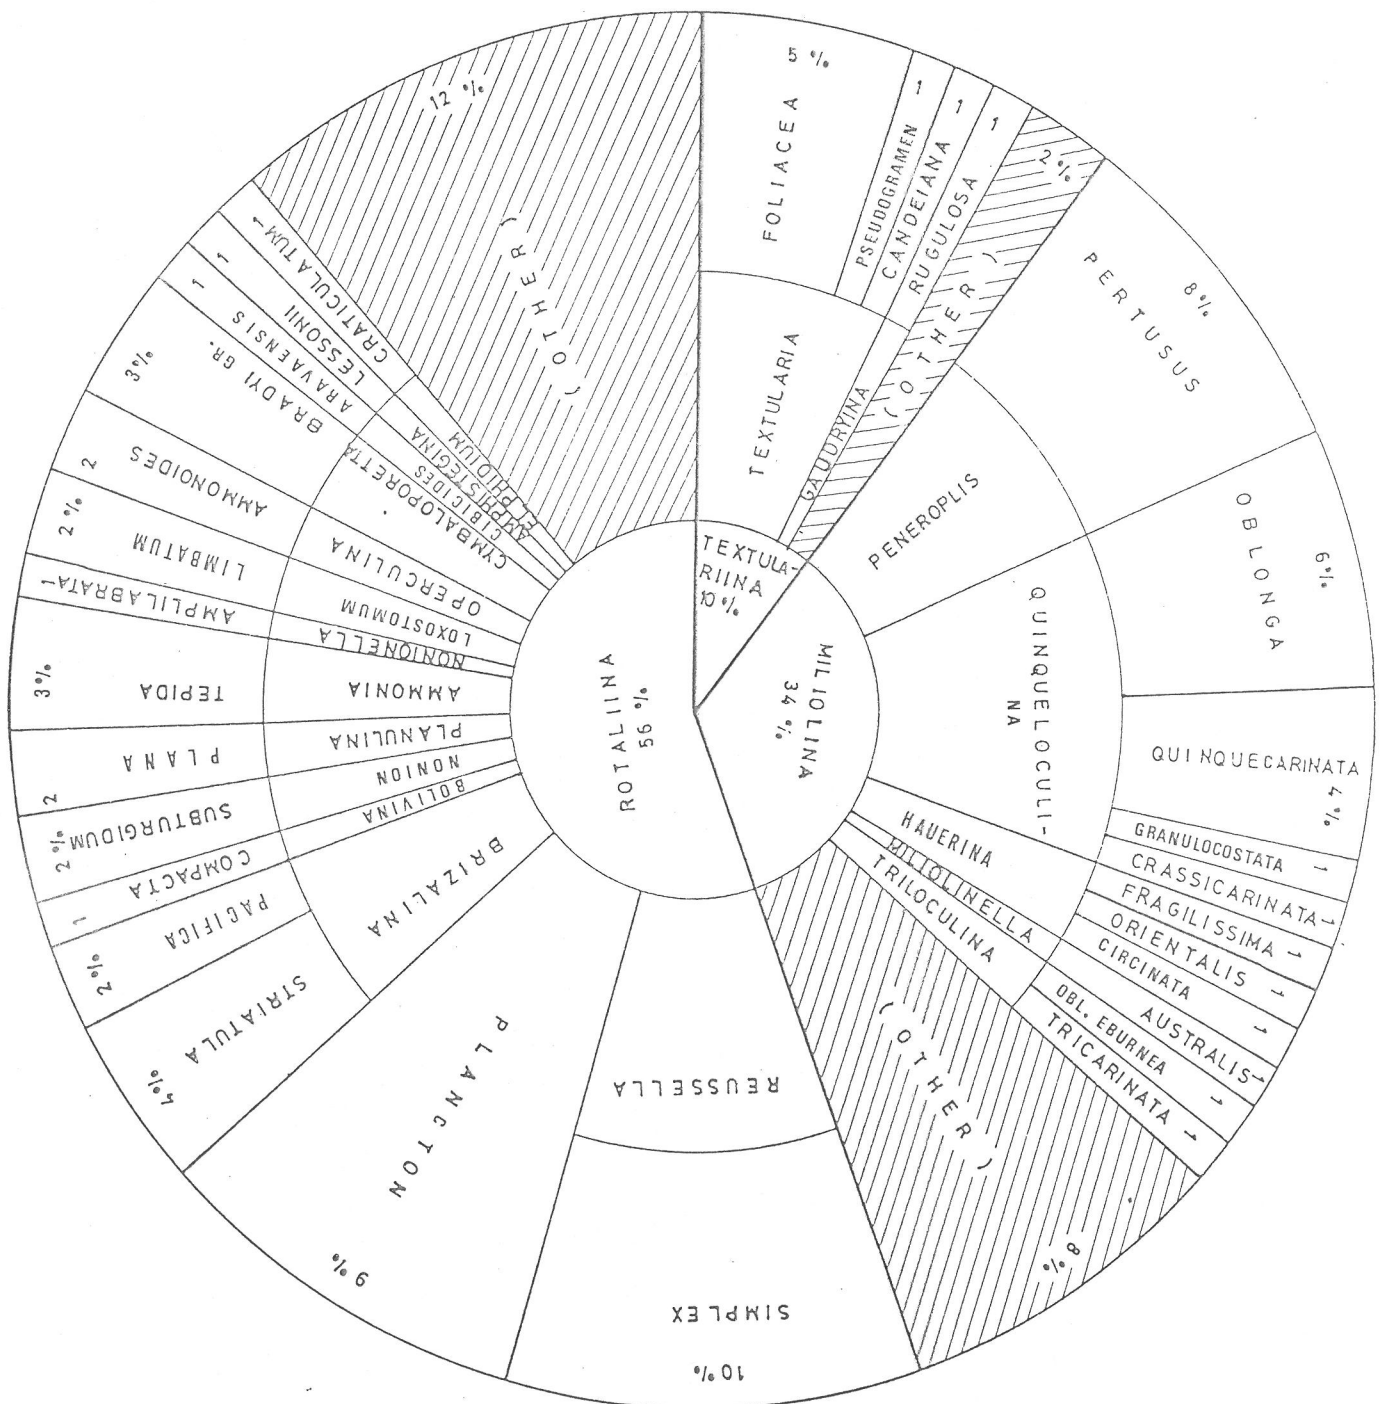 TEXTULA-
RIINA
10 %
TEXTULARIA
FOLIACEA
5 %
PSEUDOGRAMEN
1
CANDEIANA
1
GAUDRYINA
RUGULOSA
1
( OTHER )
2 %
MILIOLINA
34 %
PENEROPLIS
PERTUSUS
8 %
QUINQUELOCULI-
NA
OBLONGA
6 %
QUINQUECARINATA
4 %
GRANULOCOSTATA
1
CRASSICARINATA
1
HAUERINA
FRAGILISSIMA
1
ORIENTALIS
1
CIRCINATA
1
MILIOLINELLA
AUSTRALIS
1
TRILOCULINA
OBL. EBURNEA
1
TRICARINATA
1
( OTHER )
8 %
ROTALIINA
56 %
REUSSELLA
SIMPLEX
10 %
PLANCTON
9 %
BRIZALINA
STRIATULA
4 %
PACIFICA
2 %
BOLIVINA
COMPACTA
1
NONION
SUBTURGIDUM
2 %
PLANULINA
PLANA
2
AMMONIA
TEPIDA
3 %
NONIONELLA
AMPLILABRATA
1
LOXOSTOMUM
LIMBATUM
2 %
OPERCULINA
AMMONOIDES
2
CYMBALOPORETTA
BRADYI GR.
3 %
CIBICIDES
ARAVAENSIS
1
AMPHISTEGINA
LESSONII
1
ELPHIDIUM
CRATICULATUM
1
( OTHER )
12 %